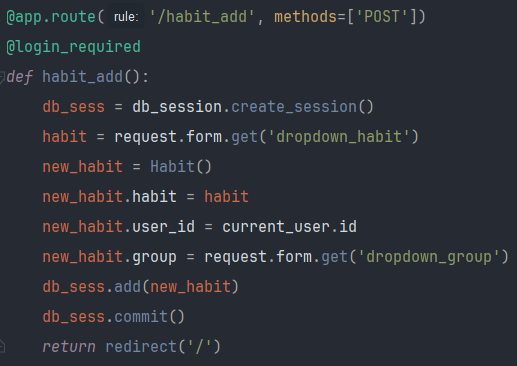 @app.route( rule: '/habit_add', methods=['POST'])
@login_required
def habit_add():
    db_sess = db_session.create_session()
    habit = request.form.get('dropdown_habit')
    new_habit = Habit()
    new_habit.habit = habit
    new_habit.user_id = current_user.id
    new_habit.group = request.form.get('dropdown_group')
    db_sess.add(new_habit)
    db_sess.commit()
    return redirect('/')